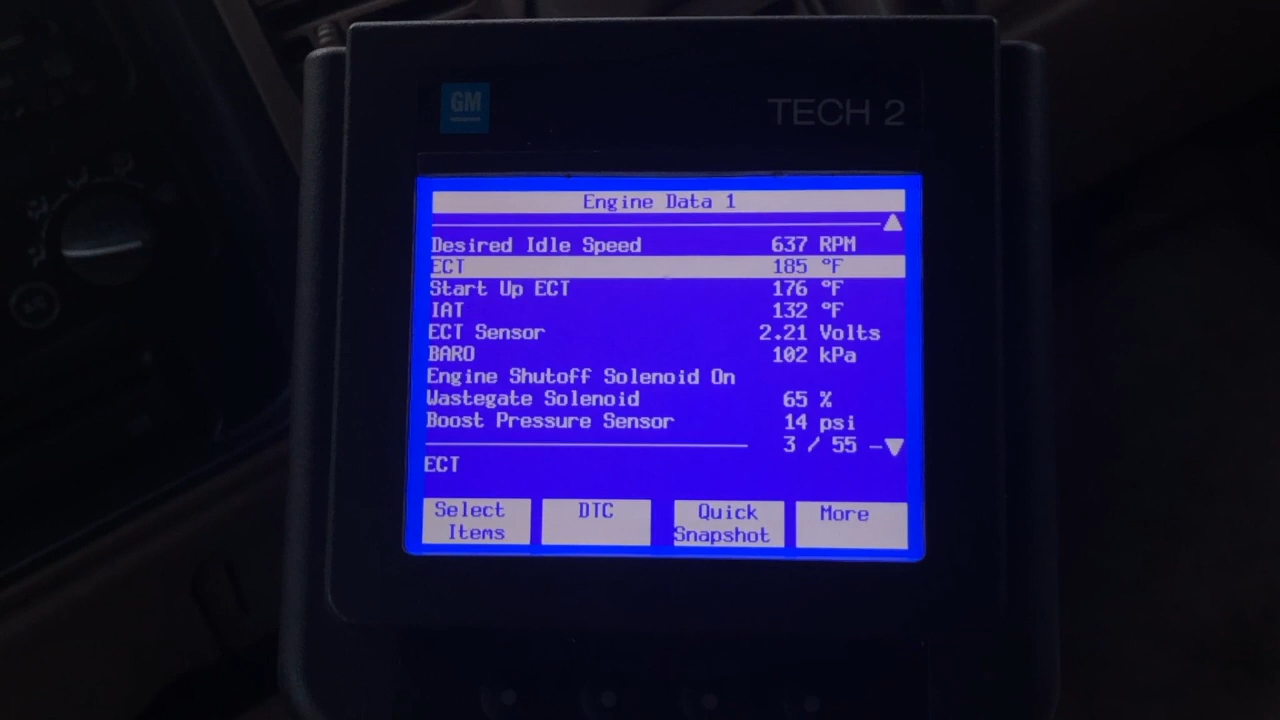 GM
TECH 2
Engine Data 1
Desired Idle Speed 637 RPM
ECT 185 °F
Start Up ECT 176 °F
IAT 132 °F
ECT Sensor 2.21 Volts
BARO 102 kPa
Engine Shutoff Solenoid On
Wastegate Solenoid 65 %
Boost Pressure Sensor 14 psi
3 / 55
ECT
Select Items
DTC
Quick Snapshot
More